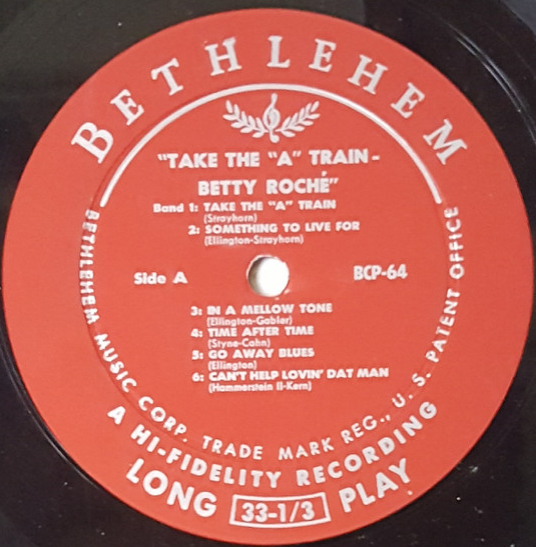 BETHLEHEM
"TAKE THE "A" TRAIN -
BETTY ROCHÉ"
Band 1: TAKE THE "A" TRAIN
(Strayhorn)
2: SOMETHING TO LIVE FOR
(Ellington-Strayhorn)
Side A
BCP-64
3: IN A MELLOW TONE
(Ellington-Gabler)
4: TIME AFTER TIME
(Styne-Cahn)
5: GO AWAY BLUES
(Ellington)
6: CAN'T HELP LOVIN' DAT MAN
(Hammerstein II-Kern)
BETHLEHEM MUSIC CORP. TRADE MARK REG., U. S. PATENT OFFICE
A HI-FIDELITY RECORDING
LONG 33-1/3 PLAY